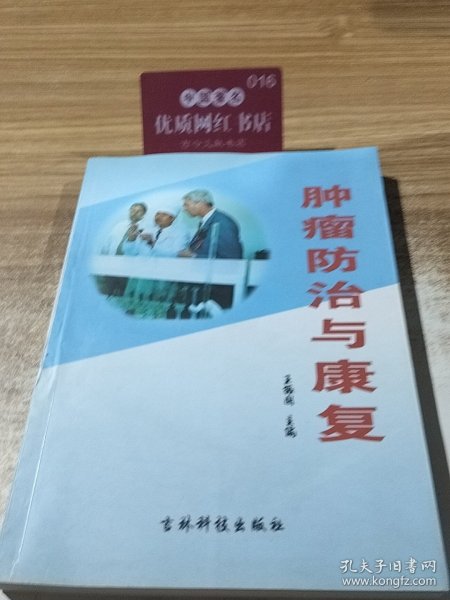 016
优质网红书店
肿瘤防治与康复
主编
吉林科技出版社
孔夫子旧书网
www.kongfz.com